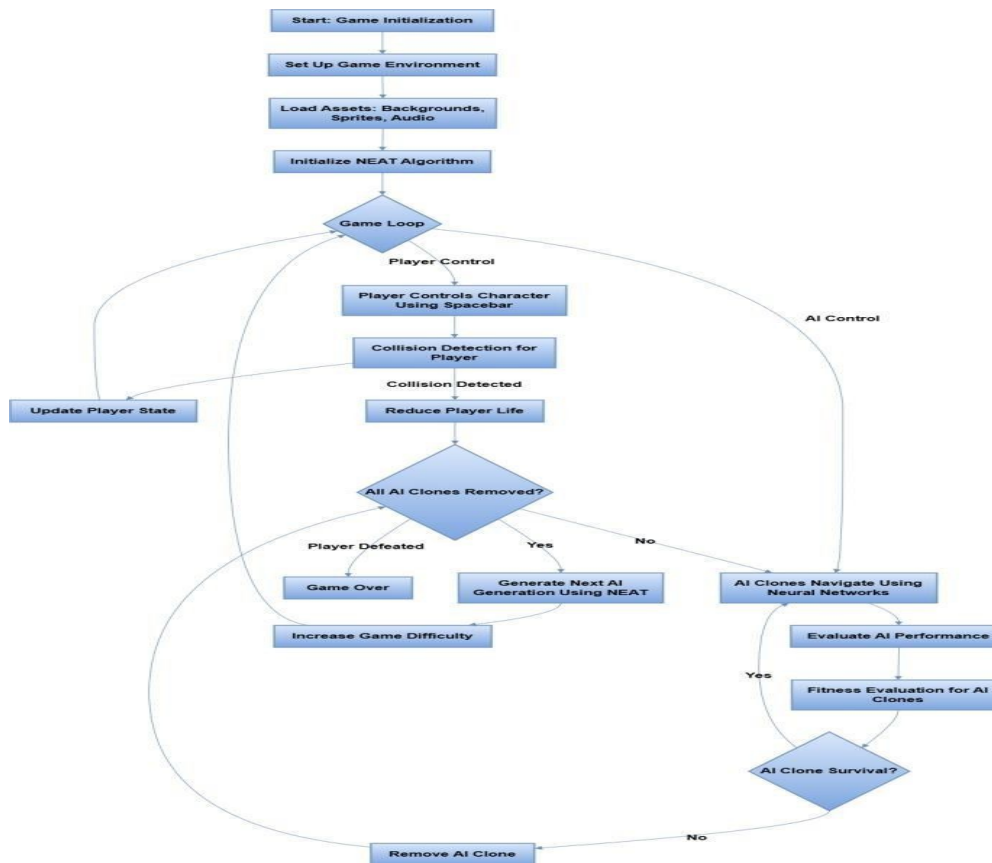 Start: Game Initialization
Set Up Game Environment
Load Assets: Backgrounds,
Sprites, Audio
Initialize NEAT Algorithm
Game Loop
Player Control
Player Controls Character
Using Spacebar
AI Control
Collision Detection for
Player
Collision Detected
Update Player State
Reduce Player Life
All AI Clones Removed?
Player Defeated
Yes
No
Game Over
Generate Next AI
Generation Using NEAT
AI Clones Navigate Using
Neural Networks
Increase Game Difficulty
Evaluate AI Performance
Yes
Fitness Evaluation for AI
Clones
AI Clone Survival?
No
Remove AI Clone